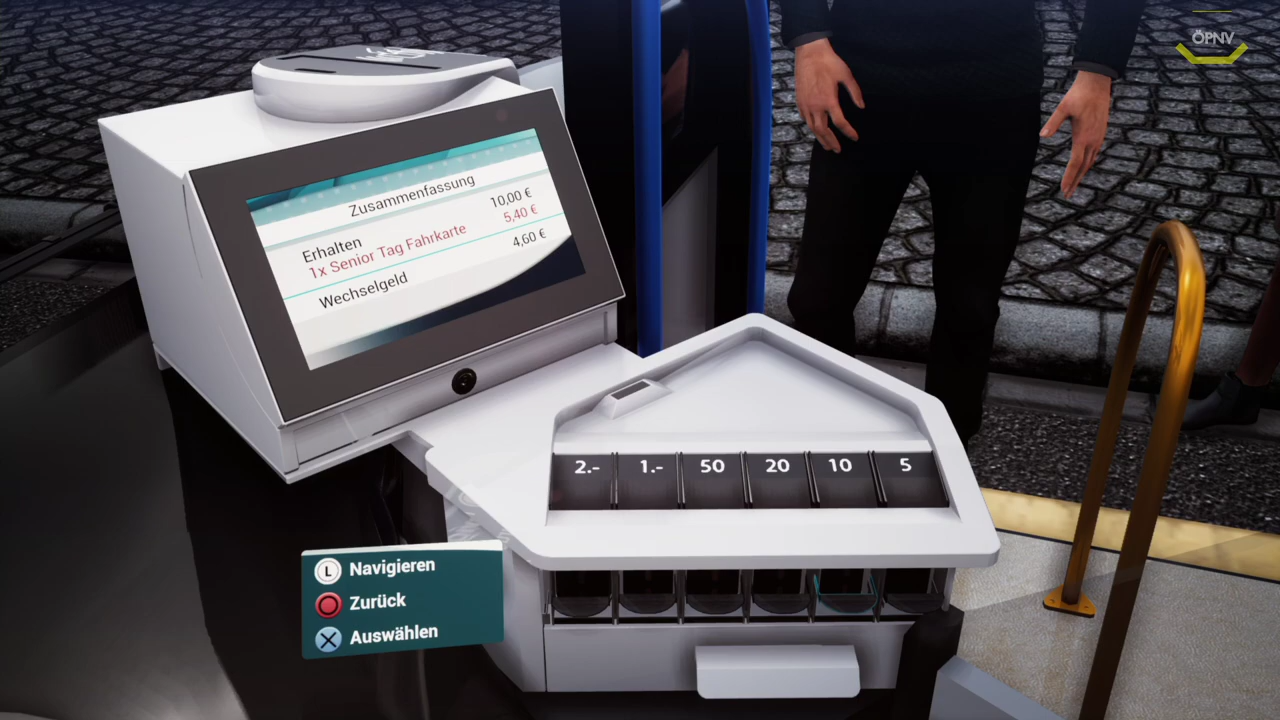 ÖPNV
Zusammenfassung
Erhalten 10,00 €
1x Senior Tag Fahrkarte 5,40 €
Wechselgeld 4,60 €
2.- 1.- 50 20 10 5
L Navigieren
Zurück
Auswählen